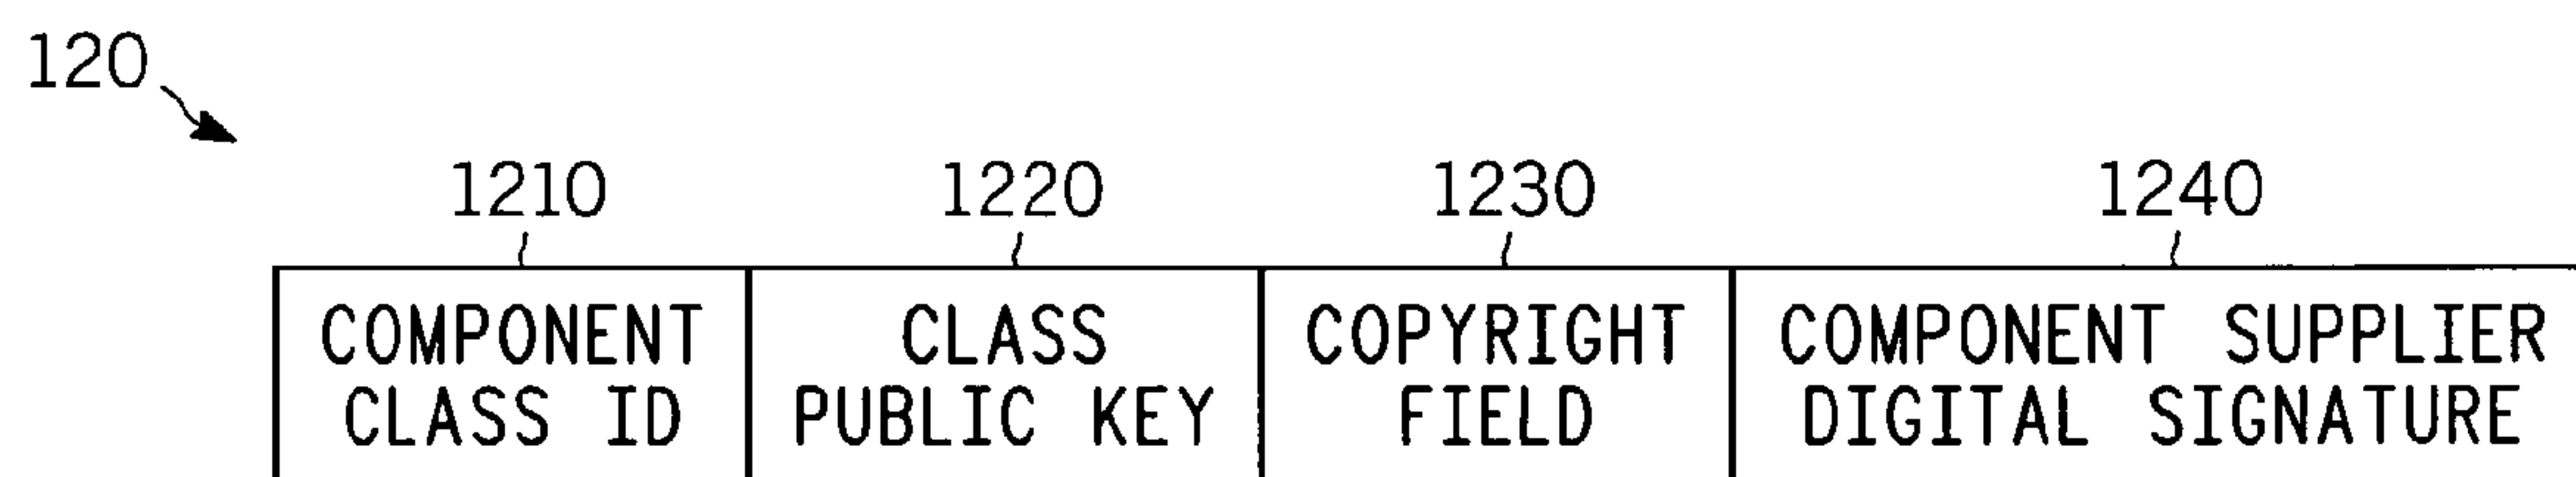 120
1210 1220 1230 1240
COMPONENT CLASS COPYRIGHT COMPONENT SUPPLIER
CLASS ID PUBLIC KEY FIELD DIGITAL SIGNATURE